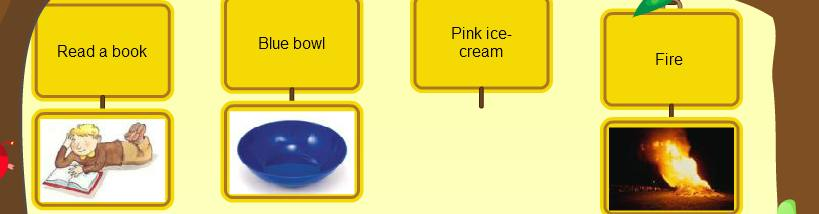 Read a book
Blue bowl
Pink ice-
cream
Fire